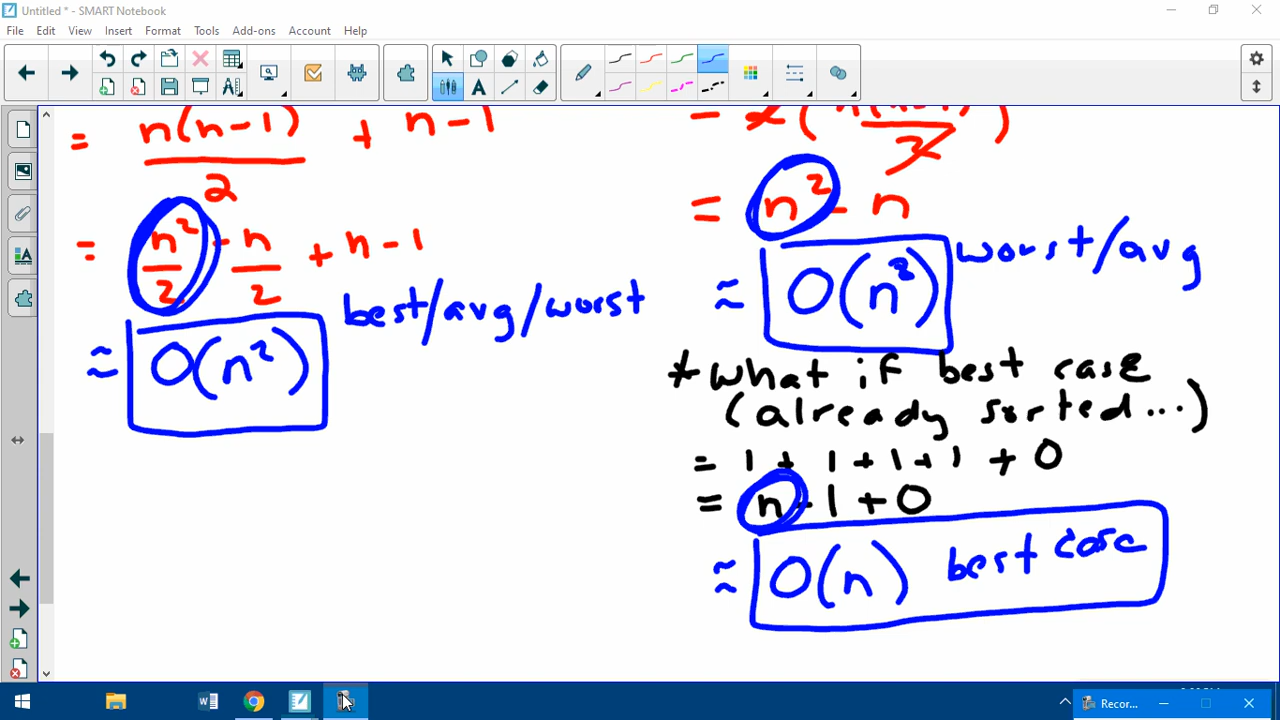 Untitled * - SMART Notebook
File Edit View Insert Format Tools Add-ons Account Help
= n(n-1)/2 + n-1
= n²/2 - n/2 + n-1
best/avg/worst
≈ O(n²)
= n² - n
worst/avg
≈ O(n²)
* what if best case
(already sorted...)
= 1 + 1 + 1 + 1 + 0
= n - 1 + 0
≈ O(n) best case
Recor...